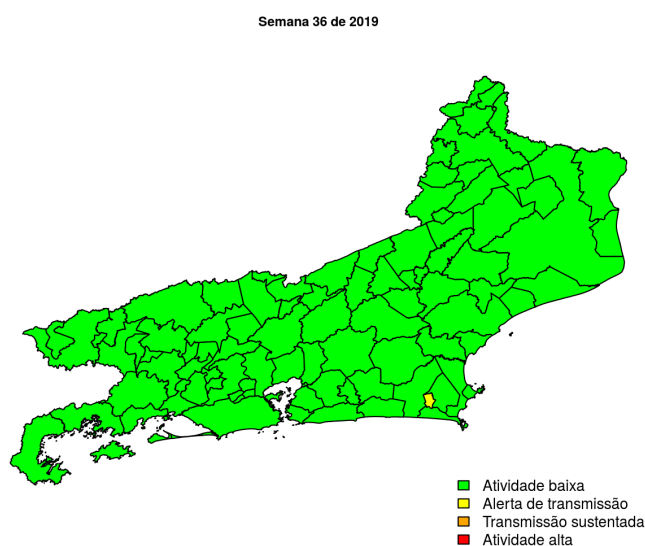 Semana 36 de 2019
Atividade baixa
Alerta de transmissão
Transmissão sustentada
Atividade alta